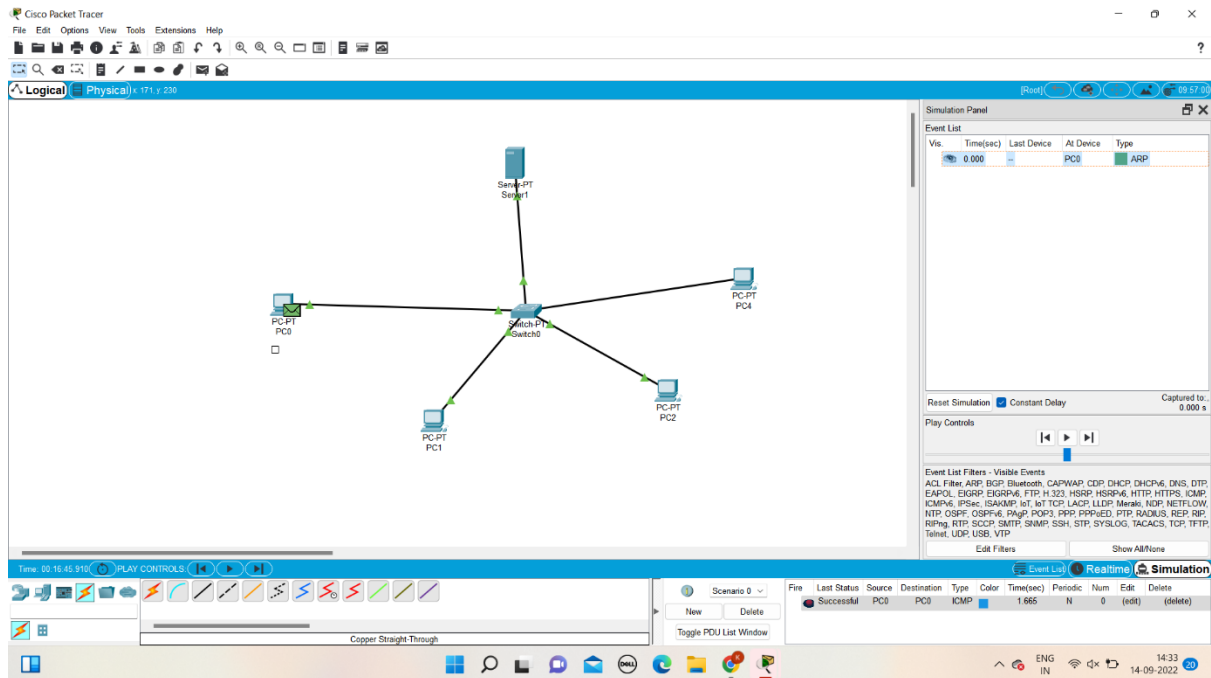 Cisco Packet Tracer
File Edit Options View Tools Extensions Help
?
Logical Physical x: 171, y: 230 [Root] 09:57:00
Simulation Panel
Event List
Vis. Time(sec) Last Device At Device Type
0.000 -- PC0 ARP
Server-PT
Server1
PC-PT
PC4
PC-PT
PC0
Switch-PT
Switch0
PC-PT
PC2
PC-PT
PC1
Reset Simulation Constant Delay Captured to:..
0.000 s
Play Controls
Event List Filters - Visible Events
ACL Filter, ARP, BGP, Bluetooth, CAPWAP, CDP, DHCP, DHCPv6, DNS, DTP,
EAPOL, EIGRP, EIGRPv6, FTP, H.323, HSRP, HSRPv6, HTTP, HTTPS, ICMP,
ICMPv6, IPSec, ISAKMP, IoT, IoT TCP, LACP, LLDP, Meraki, NDP, NETFLOW,
NTP, OSPF, OSPFv6, PAgP, POP3, PPP, PPPoED, PTP, RADIUS, REP, RIP,
RIPng, RTP, SCCP, SMTP, SNMP, SSH, STP, SYSLOG, TACACS, TCP, TFTP,
Telnet, UDP, USB, VTP
Edit Filters Show All/None
Time: 00:16:45.910 PLAY CONTROLS: Event List Realtime Simulation
Scenario 0
New Delete
Toggle PDU List Window
Fire Last Status Source Destination Type Color Time(sec) Periodic Num Edit Delete
Successful PC0 PC0 ICMP 1.665 N 0 (edit) (delete)
Copper Straight-Through
DELL
ENG
IN
14:33
14-09-2022
20